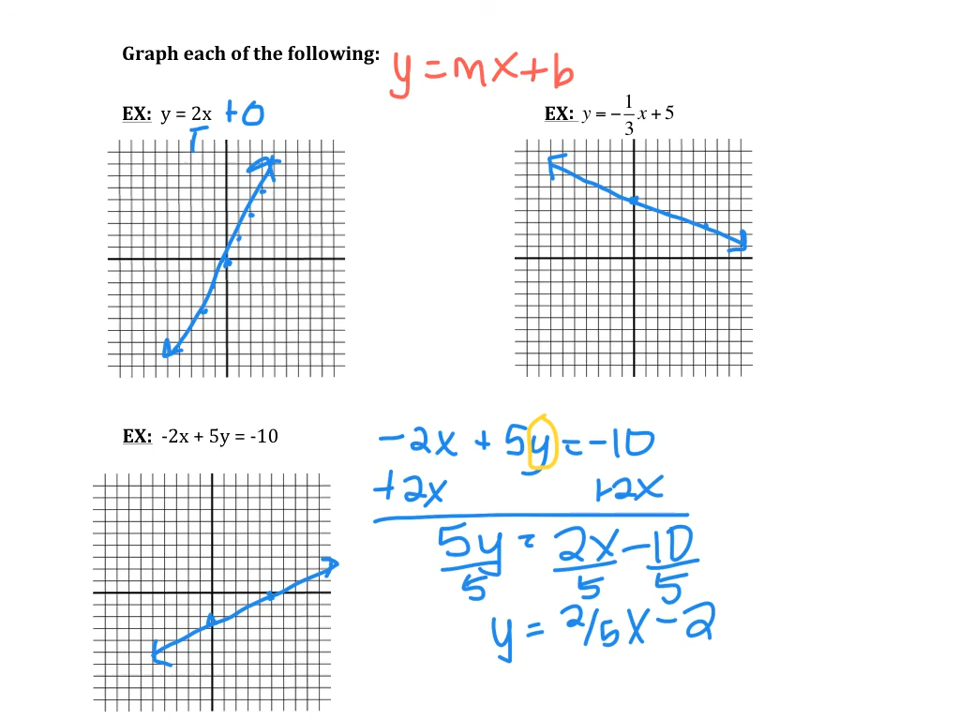 Graph each of the following:
y = mx + b
EX: y = 2x + 0
EX: y = -1/3 x + 5
EX: -2x + 5y = -10
-2x + 5y = -10
+2x +2x
5y = 2x - 10
5 5 5
y = 2/5x - 2